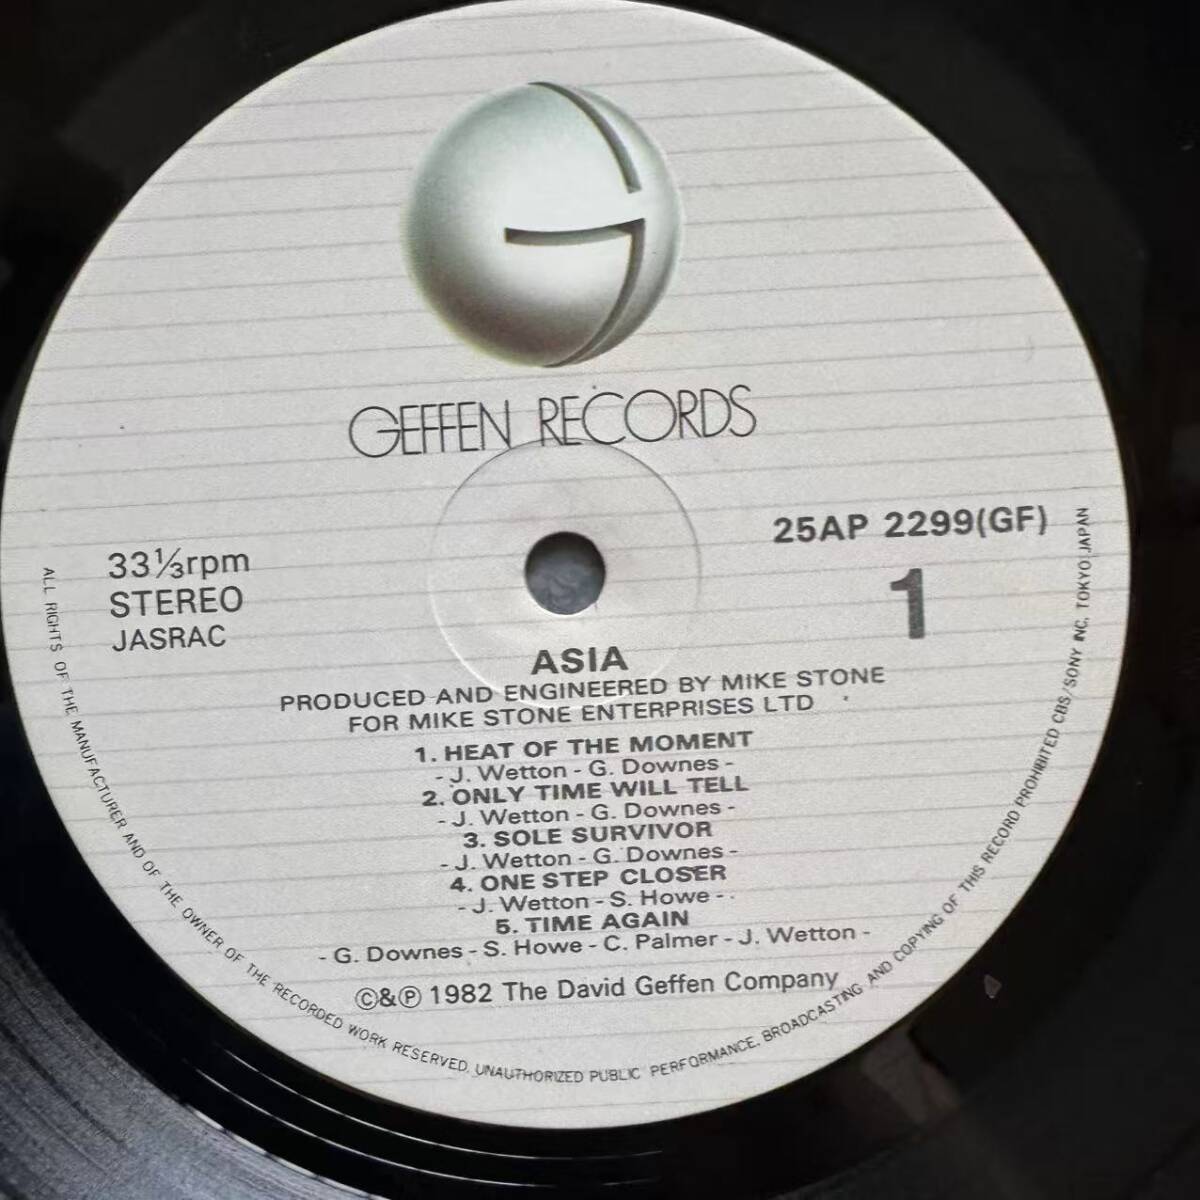 GEFFEN RECORDS
25AP 2299(GF)
1
33⅓rpm
STEREO
JASRAC
ASIA
PRODUCED AND ENGINEERED BY MIKE STONE
FOR MIKE STONE ENTERPRISES LTD
1. HEAT OF THE MOMENT
- J. Wetton - G. Downes -
2. ONLY TIME WILL TELL
- J. Wetton - G. Downes -
3. SOLE SURVIVOR
- J. Wetton - G. Downes -
4. ONE STEP CLOSER
- J. Wetton - S. Howe -
5. TIME AGAIN
- G. Downes - S. Howe - C. Palmer - J. Wetton -
©&℗ 1982 The David Geffen Company
ALL RIGHTS OF THE MANUFACTURER AND OF THE OWNER OF THE RECORDED WORK RESERVED. UNAUTHORIZED PUBLIC PERFORMANCE. BROADCASTING AND COPYING OF THIS RECORD PROHIBITED CBS/SONY INC. TOKYO JAPAN